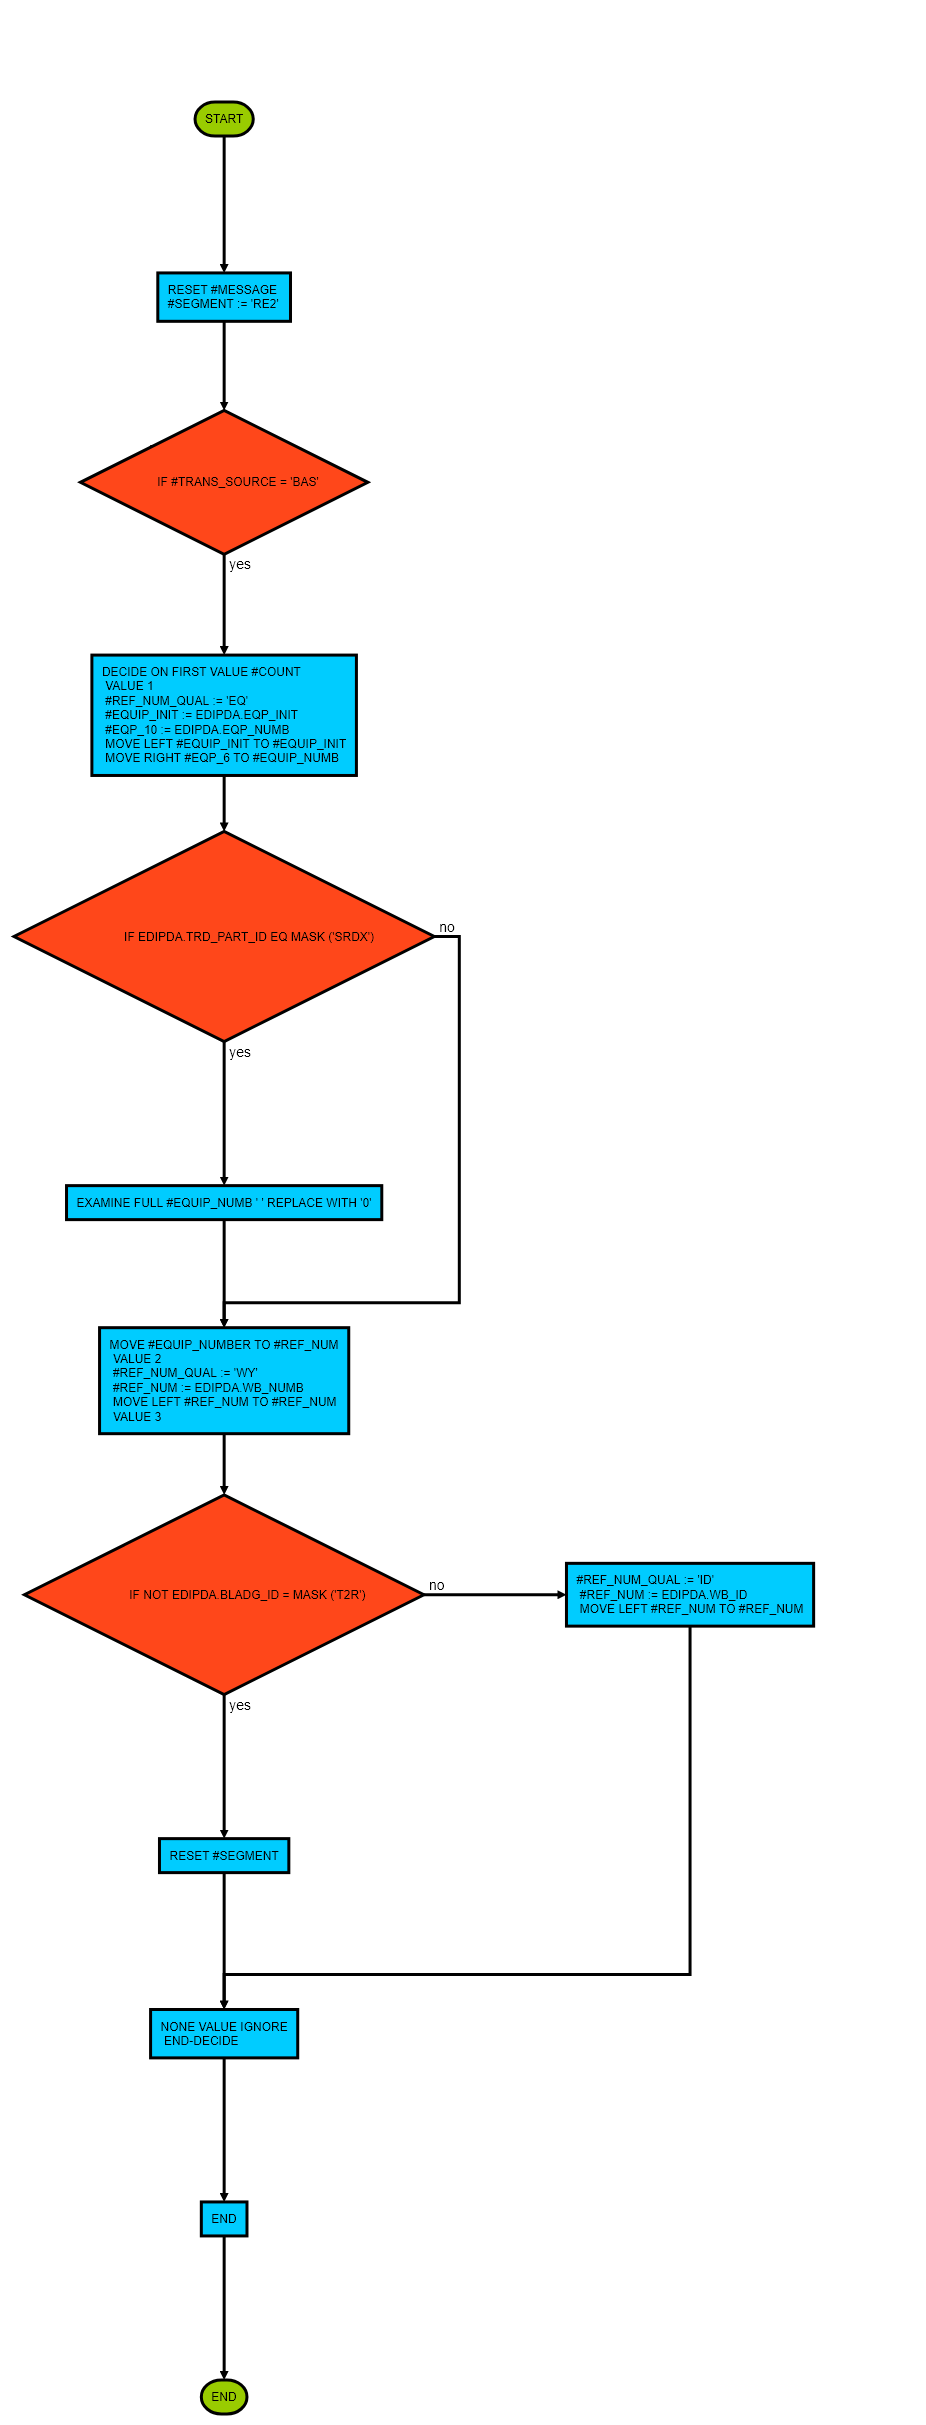 START
RESET #MESSAGE
#SEGMENT := 'RE2'
IF #TRANS_SOURCE = 'BAS'
yes
DECIDE ON FIRST VALUE #COUNT
VALUE 1
#REF_NUM_QUAL := 'EQ'
#EQUIP_INIT := EDIPDA.EQP_INIT
#EQP_10 := EDIPDA.EQP_NUMB
MOVE LEFT #EQUIP_INIT TO #EQUIP_INIT
MOVE RIGHT #EQP_6 TO #EQUIP_NUMB
IF EDIPDA.TRD_PART_ID EQ MASK ('SRDX')
no
yes
EXAMINE FULL #EQUIP_NUMB ' ' REPLACE WITH '0'
MOVE #EQUIP_NUMBER TO #REF_NUM
VALUE 2
#REF_NUM_QUAL := 'WY'
#REF_NUM := EDIPDA.WB_NUMB
MOVE LEFT #REF_NUM TO #REF_NUM
VALUE 3
IF NOT EDIPDA.BLADG_ID = MASK ('T2R')
no
#REF_NUM_QUAL := 'ID'
#REF_NUM := EDIPDA.WB_ID
MOVE LEFT #REF_NUM TO #REF_NUM
yes
RESET #SEGMENT
NONE VALUE IGNORE
END-DECIDE
END
END